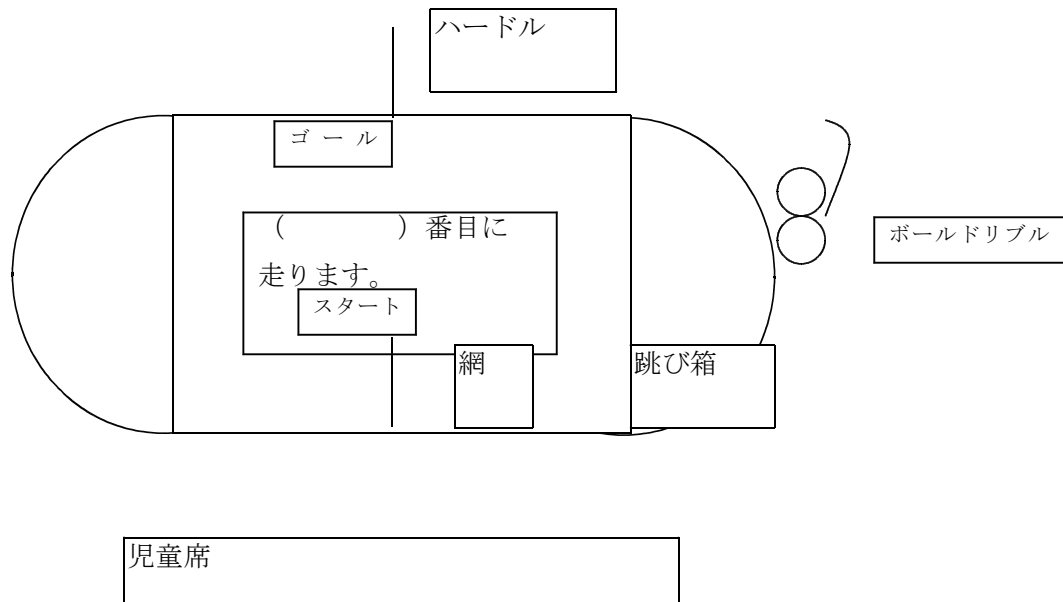 ハードル
ゴール
（　　　　）番目に
走ります。
スタート
ボールドリブル
網
跳び箱
児童席